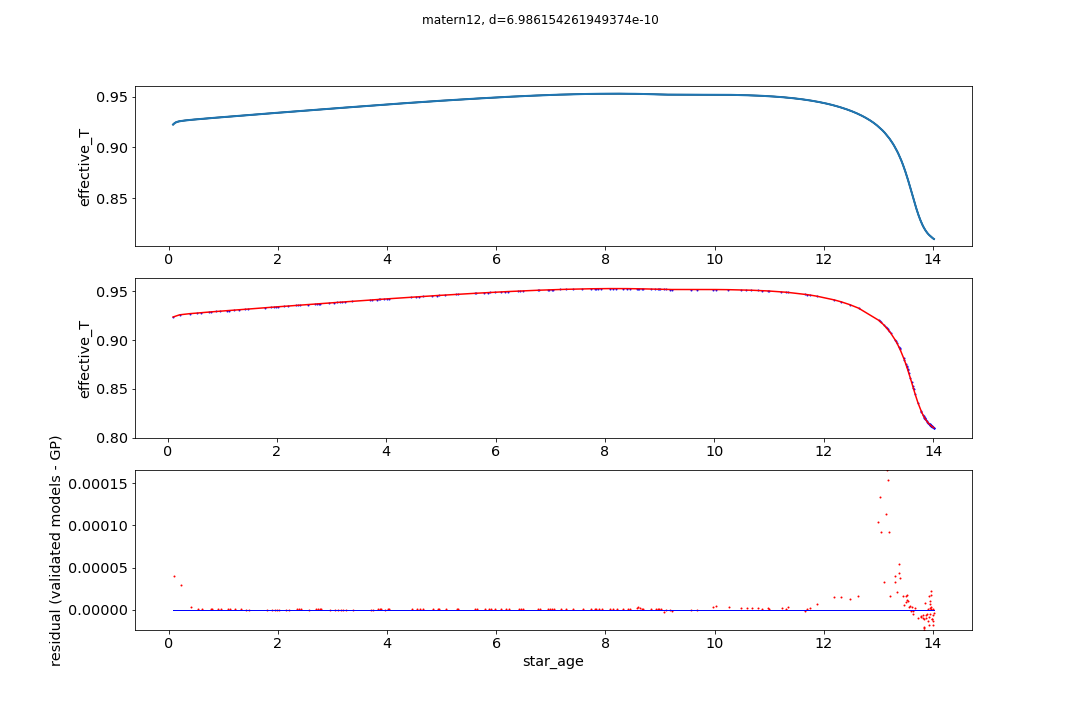 matern12, d=6.986154261949374e-10
effective_T
0.95
0.90
0.85
0 2 4 6 8 10 12 14
effective_T
0.95
0.90
0.85
0.80
0 2 4 6 8 10 12 14
residual (validated models - GP)
0.00015
0.00010
0.00005
0.00000
0 2 4 6 8 10 12 14
star_age